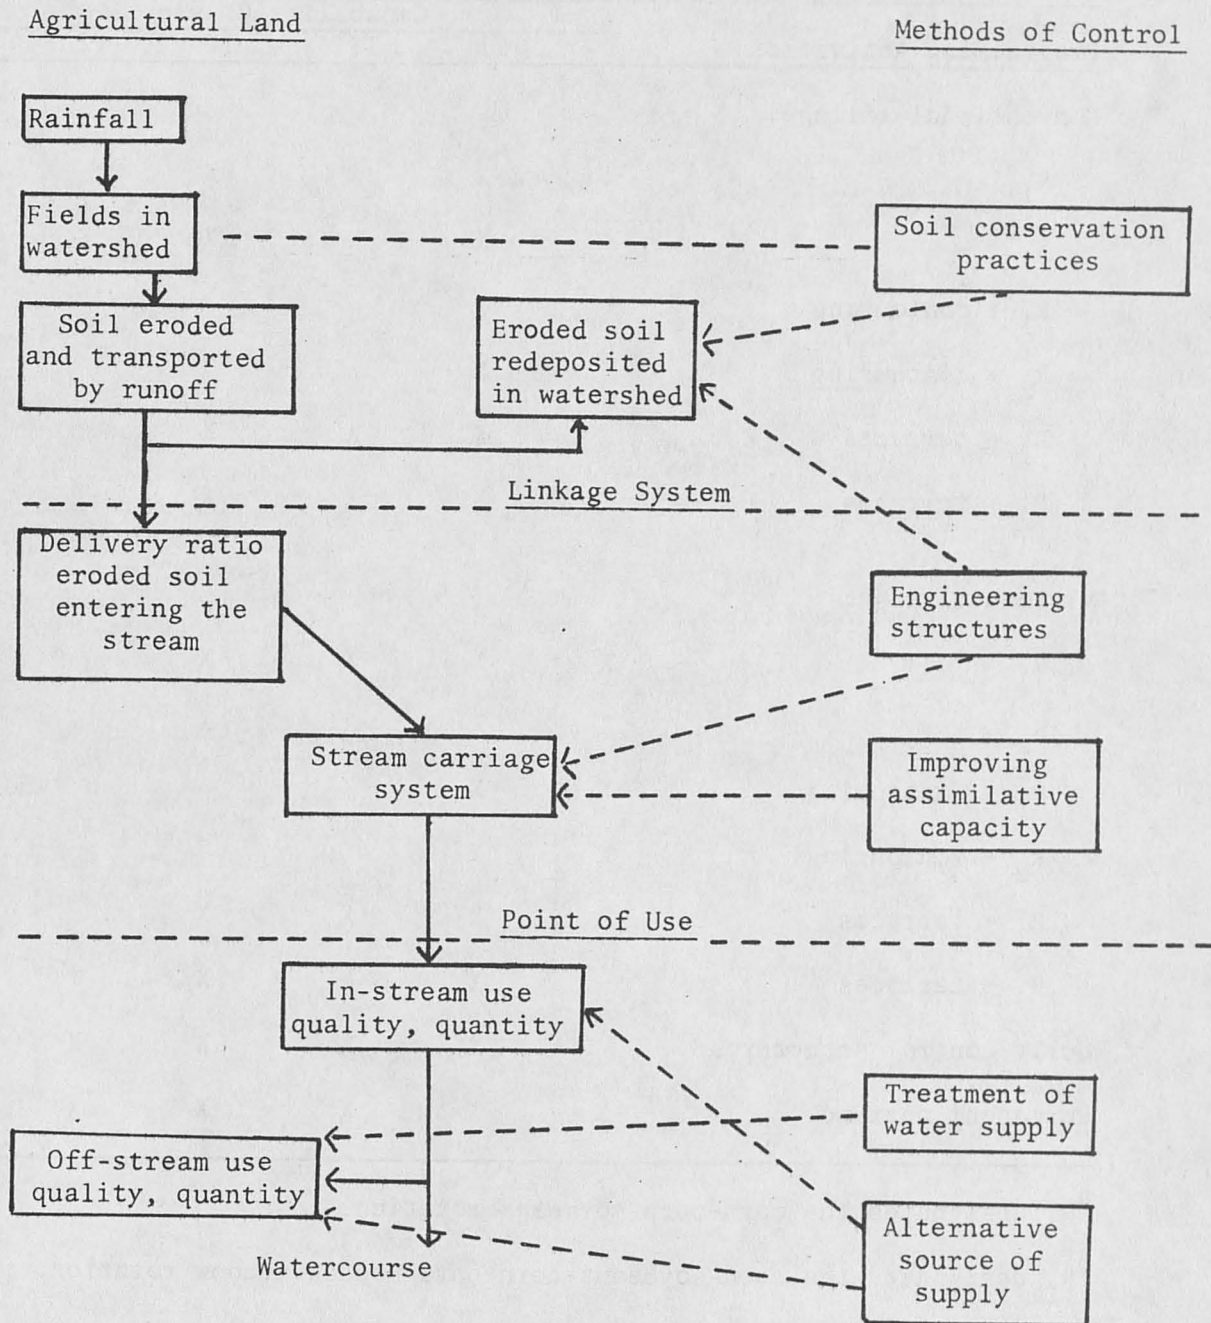 Agricultural Land
Methods of Control
Rainfall
Fields in
watershed
Soil conservation
practices
Soil eroded
and transported
by runoff
Eroded soil
redeposited
in watershed
Linkage System
Delivery ratio
eroded soil
entering the
stream
Engineering
structures
Stream carriage
system
Improving
assimilative
capacity
Point of Use
In-stream use
quality, quantity
Treatment of
water supply
Off-stream use
quality, quantity
Alternative
source of
supply
Watercourse